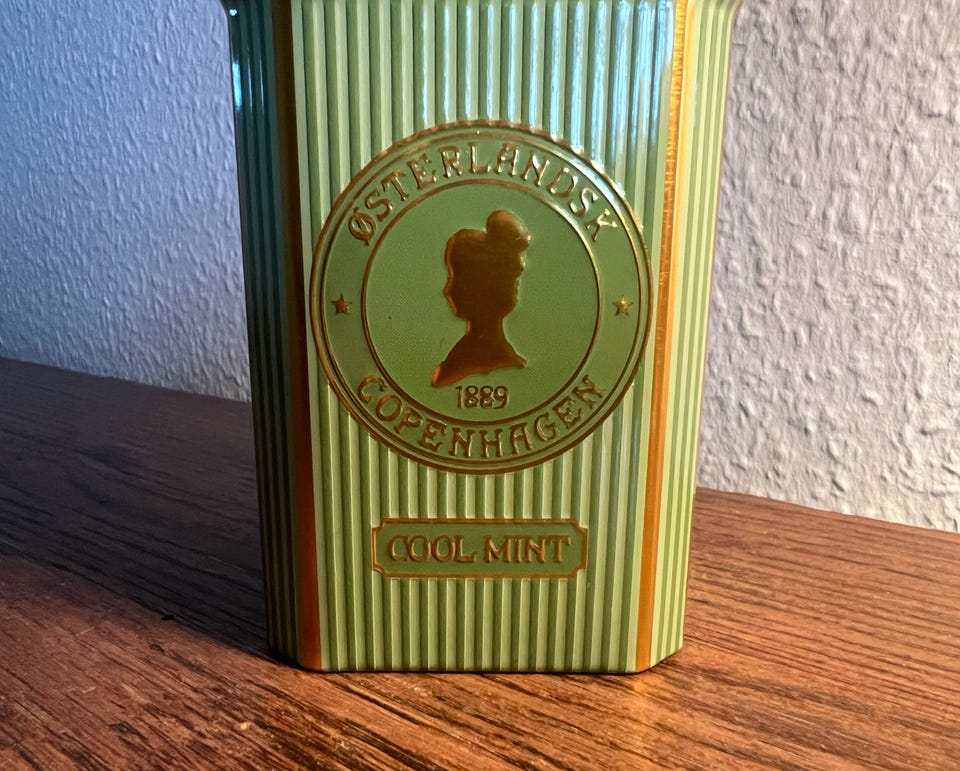 ØSTERLANDSK
1889
COPENHAGEN
COOL MINT